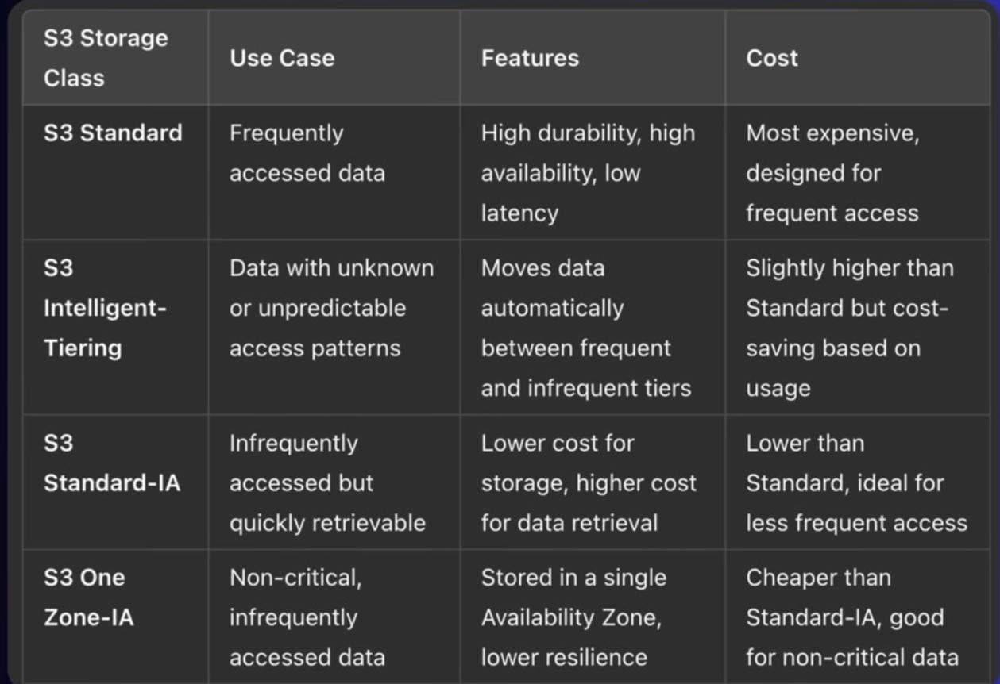 S3 Storage
Class
Use Case
Features
Cost
S3 Standard
Frequently
accessed data
High durability, high
availability, low
latency
Most expensive,
designed for
frequent access
S3
Intelligent-
Tiering
Data with unknown
or unpredictable
access patterns
Moves data
automatically
between frequent
and infrequent tiers
Slightly higher than
Standard but cost-
saving based on
usage
S3
Standard-IA
Infrequently
accessed but
quickly retrievable
Lower cost for
storage, higher cost
for data retrieval
Lower than
Standard, ideal for
less frequent access
S3 One
Zone-IA
Non-critical,
infrequently
accessed data
Stored in a single
Availability Zone,
lower resilience
Cheaper than
Standard-IA, good
for non-critical data